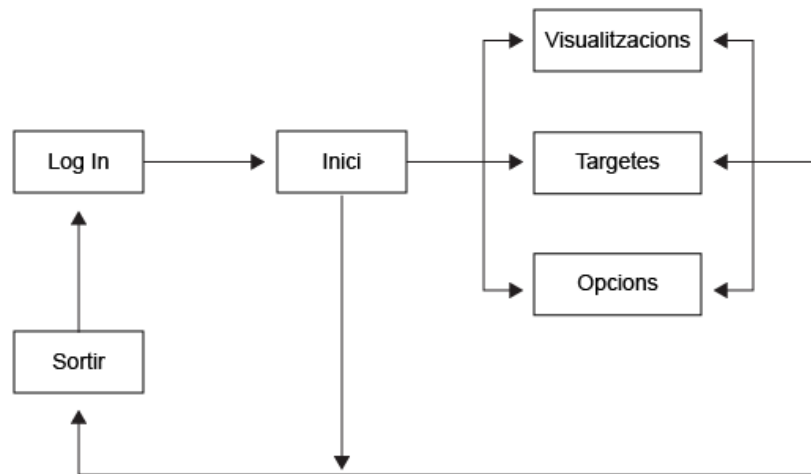 Visualitzacions
Log In
Inici
Targetes
Opcions
Sortir